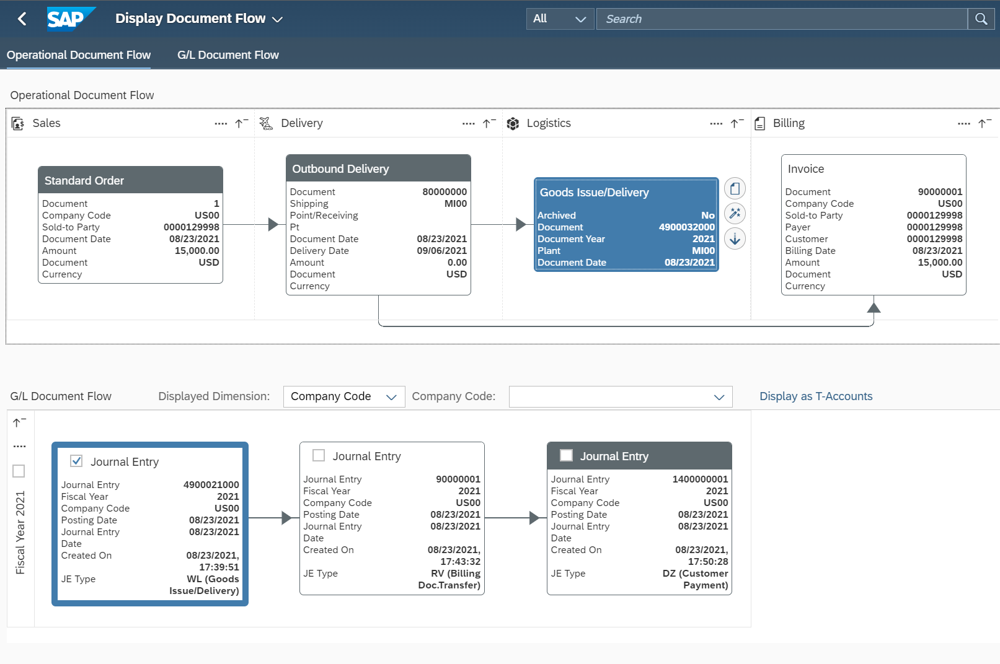 SAP Display Document Flow All Search
Operational Document Flow G/L Document Flow
Operational Document Flow
Sales Delivery Logistics Billing
Standard Order
Document 1
Company Code US00
Sold-to Party 0000129998
Document Date 08/23/2021
Amount 15,000.00
Document USD
Currency
Outbound Delivery
Document 80000000
Shipping MI00
Point/Receiving
Pt
Document Date 08/23/2021
Delivery Date 09/06/2021
Amount 0.00
Document USD
Currency
Goods Issue/Delivery
Archived No
Document 4900032000
Document Year 2021
Plant MI00
Document Date 08/23/2021
Invoice
Document 90000001
Company Code US00
Sold-to Party 0000129998
Payer 0000129998
Customer 0000129998
Billing Date 08/23/2021
Amount 15,000.00
Document USD
Currency
G/L Document Flow Displayed Dimension: Company Code Company Code: Display as T-Accounts
Fiscal Year 2021
Journal Entry
Journal Entry 4900021000
Fiscal Year 2021
Company Code US00
Posting Date 08/23/2021
Journal Entry 08/23/2021
Date
Created On 08/23/2021,
17:39:51
JE Type WL (Goods
Issue/Delivery)
Journal Entry
Journal Entry 90000001
Fiscal Year 2021
Company Code US00
Posting Date 08/23/2021
Journal Entry 08/23/2021
Date
Created On 08/23/2021,
17:43:32
JE Type RV (Billing
Doc.Transfer)
Journal Entry
Journal Entry 1400000001
Fiscal Year 2021
Company Code US00
Posting Date 08/23/2021
Journal Entry 08/23/2021
Date
Created On 08/23/2021,
17:50:28
JE Type DZ (Customer
Payment)